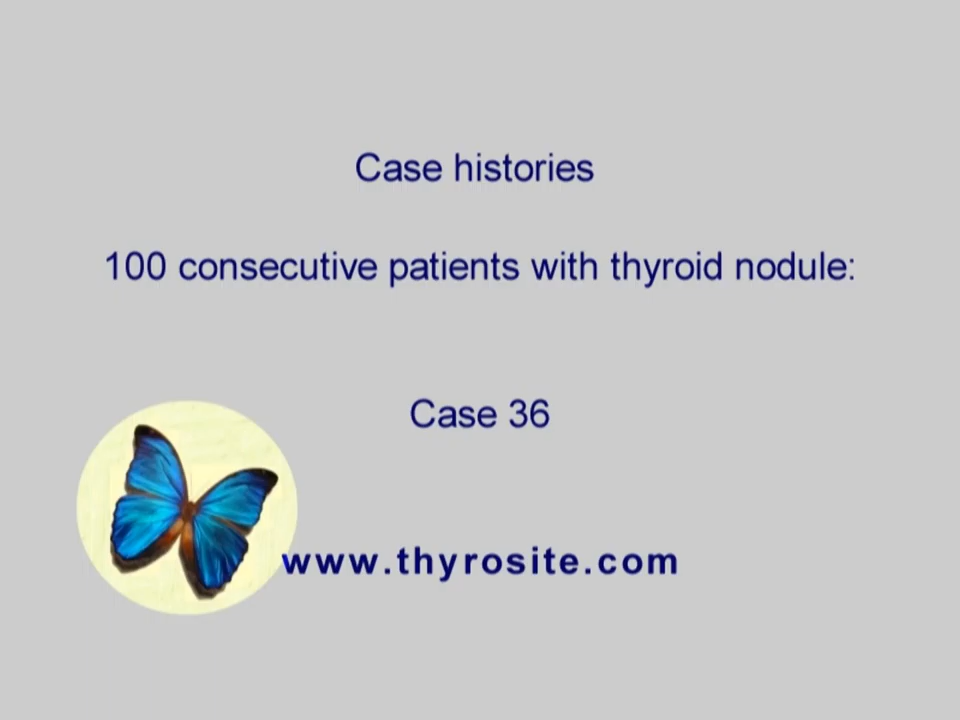 Case histories
100 consecutive patients with thyroid nodule:
Case 36
www.thyrosite.com